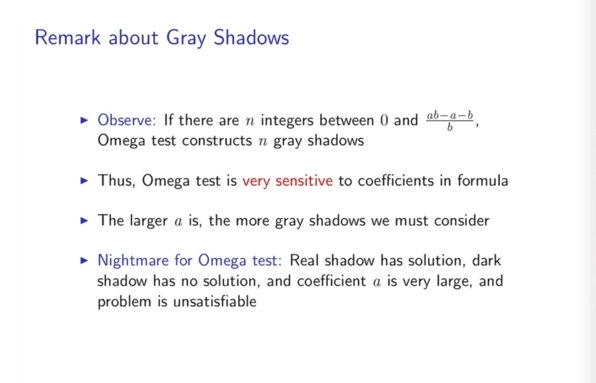 Remark about Gray Shadows
▶ Observe: If there are n integers between 0 and (ab−a−b)/b,
Omega test constructs n gray shadows
▶ Thus, Omega test is very sensitive to coefficients in formula
▶ The larger a is, the more gray shadows we must consider
▶ Nightmare for Omega test: Real shadow has solution, dark
shadow has no solution, and coefficient a is very large, and
problem is unsatisfiable